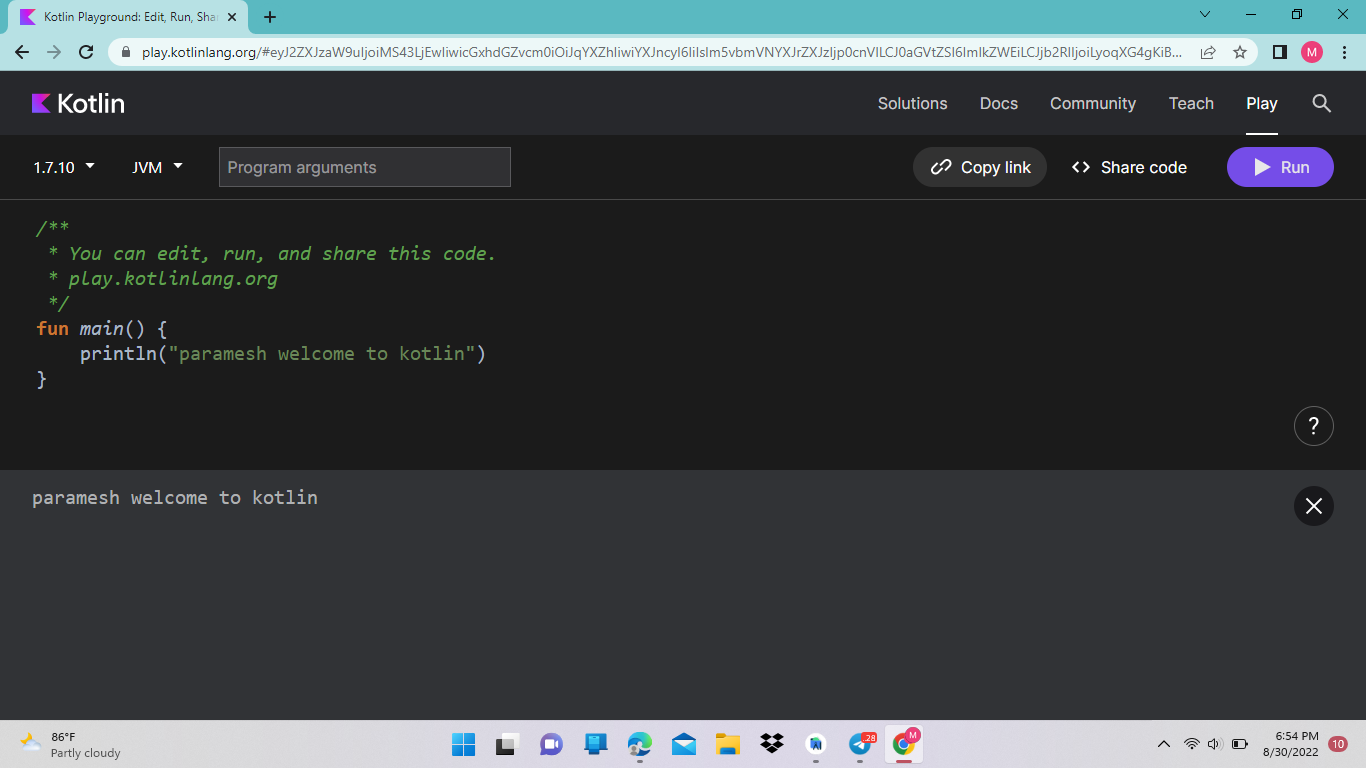 Kotlin Playground: Edit, Run, Sha
play.kotlinlang.org/
M
Kotlin
Solutions
Docs
Community
Teach
Play
1.7.10
JVM
Program arguments
Copy link
<> Share code
Run
/**
* You can edit, run, and share this code.
* play.kotlinlang.org
*/
fun main() {
println("paramesh welcome to kotlin")
}
?
paramesh welcome to kotlin
86°F
Partly cloudy
28
M
6:54 PM
8/30/2022
10